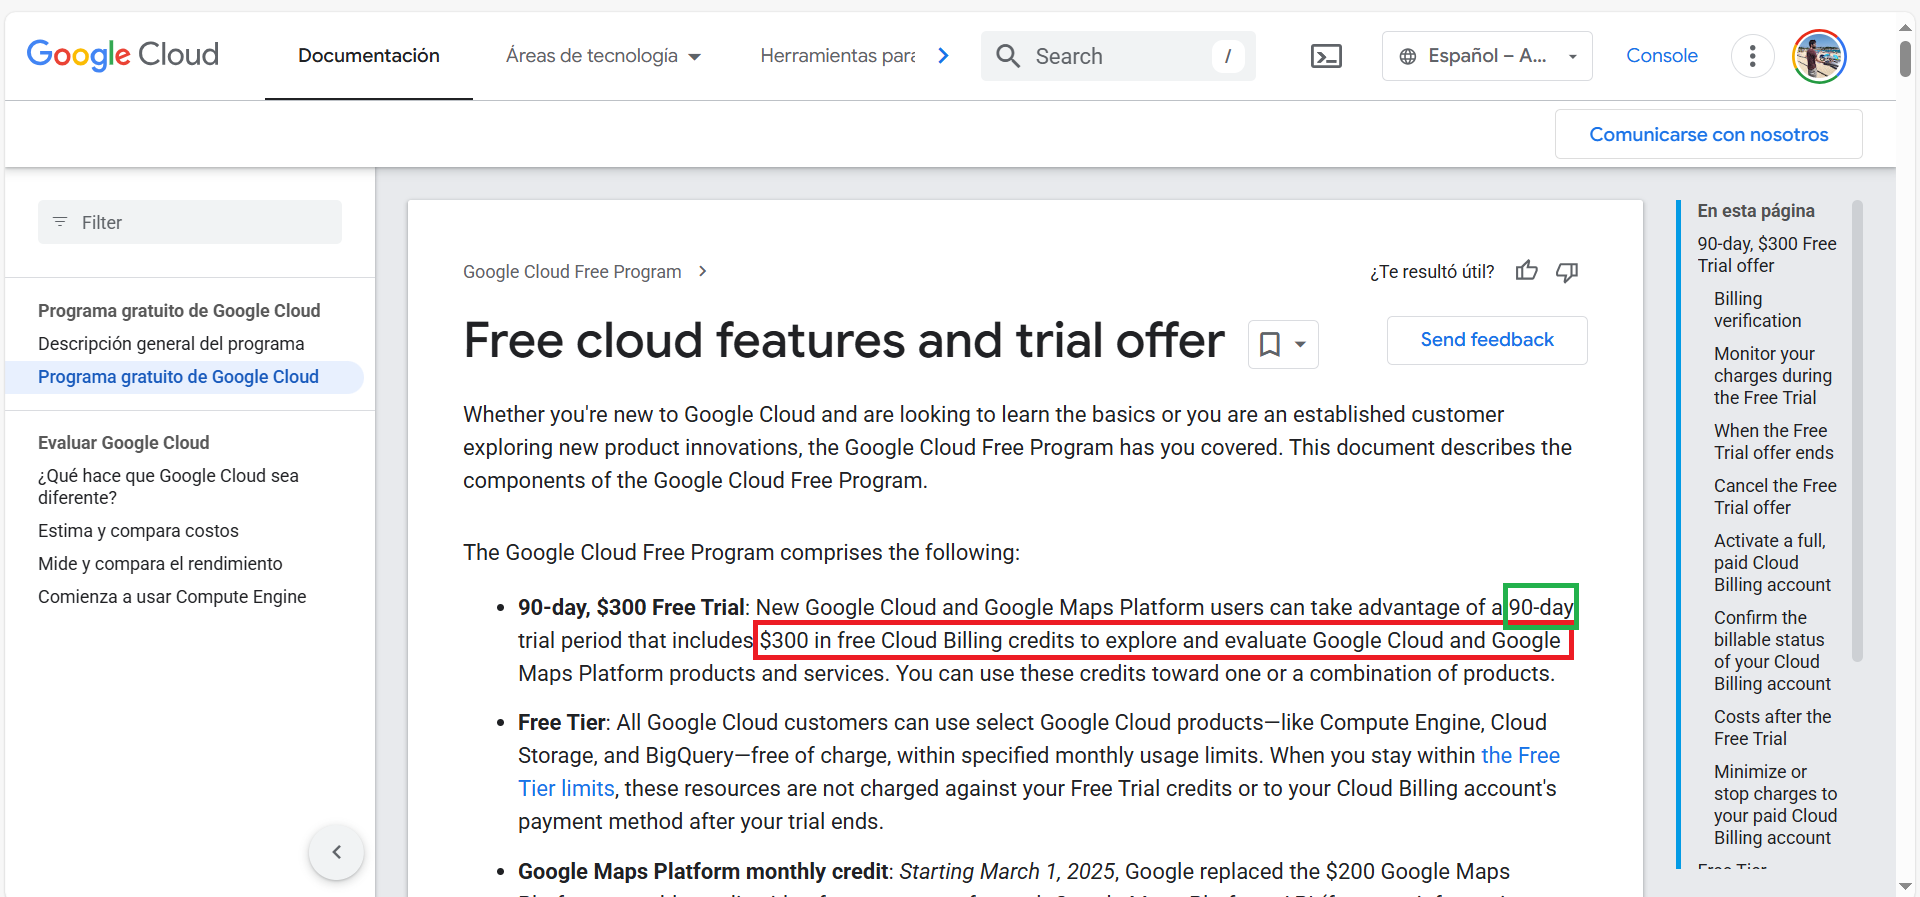 Google Cloud
Documentación
Áreas de tecnología
Herramientas para
Search
/
Español – A...
Console
Comunicarse con nosotros
Filter
Programa gratuito de Google Cloud
Descripción general del programa
Programa gratuito de Google Cloud
Evaluar Google Cloud
¿Qué hace que Google Cloud sea
diferente?
Estima y compara costos
Mide y compara el rendimiento
Comienza a usar Compute Engine
Google Cloud Free Program
¿Te resultó útil?
Free cloud features and trial offer
Send feedback
Whether you're new to Google Cloud and are looking to learn the basics or you are an established customer
exploring new product innovations, the Google Cloud Free Program has you covered. This document describes the
components of the Google Cloud Free Program.
The Google Cloud Free Program comprises the following:
• 90-day, $300 Free Trial: New Google Cloud and Google Maps Platform users can take advantage of a 90-day
trial period that includes $300 in free Cloud Billing credits to explore and evaluate Google Cloud and Google
Maps Platform products and services. You can use these credits toward one or a combination of products.
• Free Tier: All Google Cloud customers can use select Google Cloud products—like Compute Engine, Cloud
Storage, and BigQuery—free of charge, within specified monthly usage limits. When you stay within the Free
Tier limits, these resources are not charged against your Free Trial credits or to your Cloud Billing account's
payment method after your trial ends.
• Google Maps Platform monthly credit: Starting March 1, 2025, Google replaced the $200 Google Maps
En esta página
90-day, $300 Free
Trial offer
Billing
verification
Monitor your
charges during
the Free Trial
When the Free
Trial offer ends
Cancel the Free
Trial offer
Activate a full,
paid Cloud
Billing account
Confirm the
billable status
of your Cloud
Billing account
Costs after the
Free Trial
Minimize or
stop charges to
your paid Cloud
Billing account
Free Tier